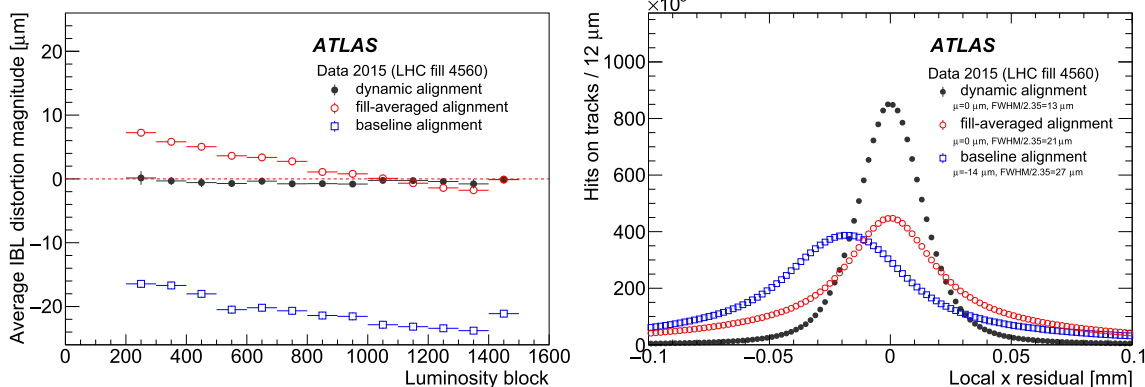 Average IBL distortion magnitude [μm]
20
10
0
−10
−20
ATLAS
Data 2015 (LHC fill 4560)
dynamic alignment
fill-averaged alignment
baseline alignment
0 200 400 600 800 1000 1200 1400 1600
Luminosity block
Hits on tracks / 12 μm
1000
800
600
400
200
0
ATLAS
Data 2015 (LHC fill 4560)
dynamic alignment
μ=0 μm, FWHM/2.35=13 μm
fill-averaged alignment
μ=0 μm, FWHM/2.35=21μm
baseline alignment
μ=-14 μm, FWHM/2.35=27 μm
−0.1 −0.05 0 0.05 0.1
Local x residual [mm]